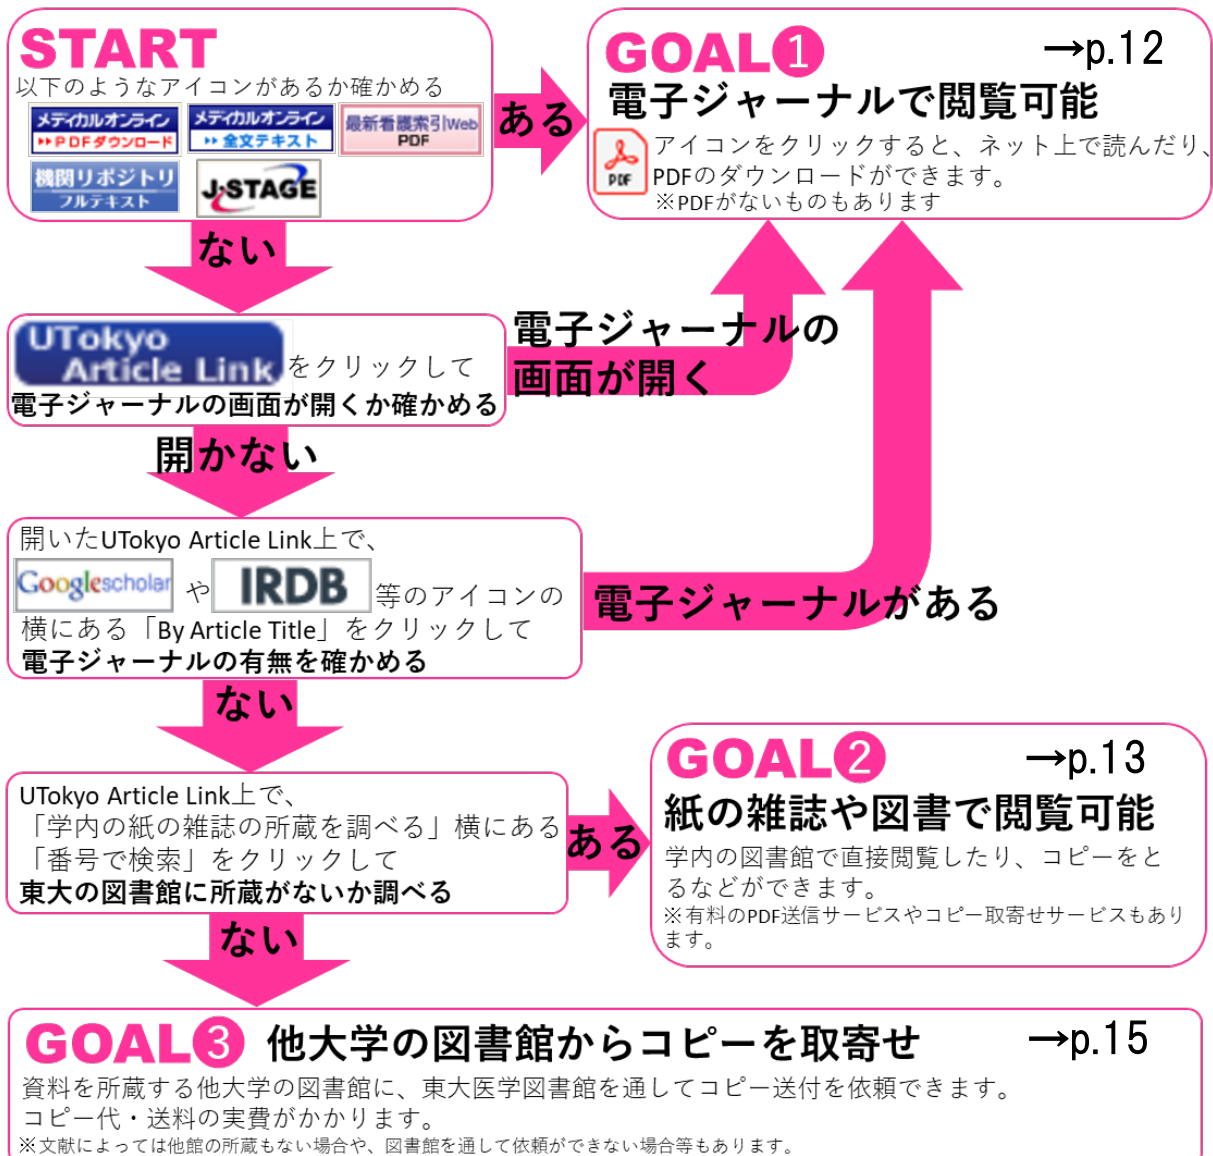 START
以下のようなアイコンがあるか確かめる
メディカルオンライン
▸▸PDFダウンロード
メディカルオンライン
▸▸全文テキスト
最新看護索引Web
PDF
機関リポジトリ
フルテキスト
J-STAGE
ある
GOAL❶ →p.12
電子ジャーナルで閲覧可能
PDF
アイコンをクリックすると、ネット上で読んだり、
PDFのダウンロードができます。
※PDFがないものもあります
ない
UTokyo
Article Link をクリックして
電子ジャーナルの画面が開くか確かめる
電子ジャーナルの
画面が開く
開かない
開いたUTokyo Article Link上で、
Googlescholar や IRDB 等のアイコンの
横にある「By Article Title」をクリックして
電子ジャーナルの有無を確かめる
電子ジャーナルがある
ない
UTokyo Article Link上で、
「学内の紙の雑誌の所蔵を調べる」横にある
「番号で検索」をクリックして
東大の図書館に所蔵がないか調べる
ある
GOAL❷ →p.13
紙の雑誌や図書で閲覧可能
学内の図書館で直接閲覧したり、コピーをと
るなどができます。
※有料のPDF送信サービスやコピー取寄せサービスもあり
ます。
ない
GOAL❸ 他大学の図書館からコピーを取寄せ →p.15
資料を所蔵する他大学の図書館に、東大医学図書館を通してコピー送付を依頼できます。
コピー代・送料の実費がかかります。
※文献によっては他館の所蔵もない場合や、図書館を通して依頼ができない場合等もあります。